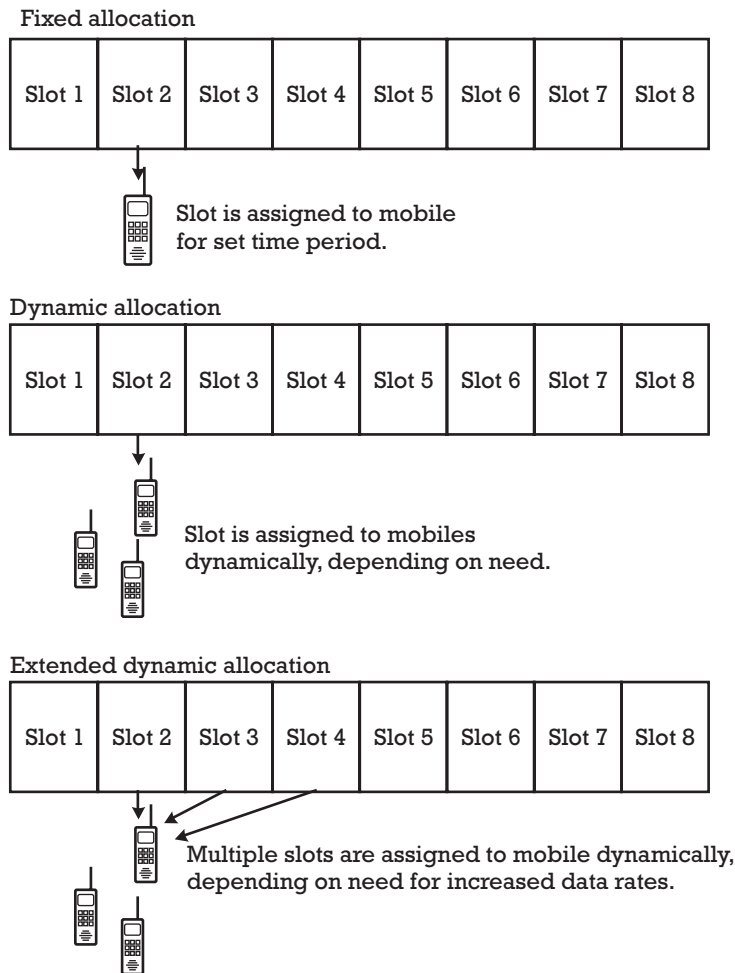 Fixed allocation
Slot 1 Slot 2 Slot 3 Slot 4 Slot 5 Slot 6 Slot 7 Slot 8
Slot is assigned to mobile
for set time period.
Dynamic allocation
Slot 1 Slot 2 Slot 3 Slot 4 Slot 5 Slot 6 Slot 7 Slot 8
Slot is assigned to mobiles
dynamically, depending on need.
Extended dynamic allocation
Slot 1 Slot 2 Slot 3 Slot 4 Slot 5 Slot 6 Slot 7 Slot 8
Multiple slots are assigned to mobile dynamically,
depending on need for increased data rates.